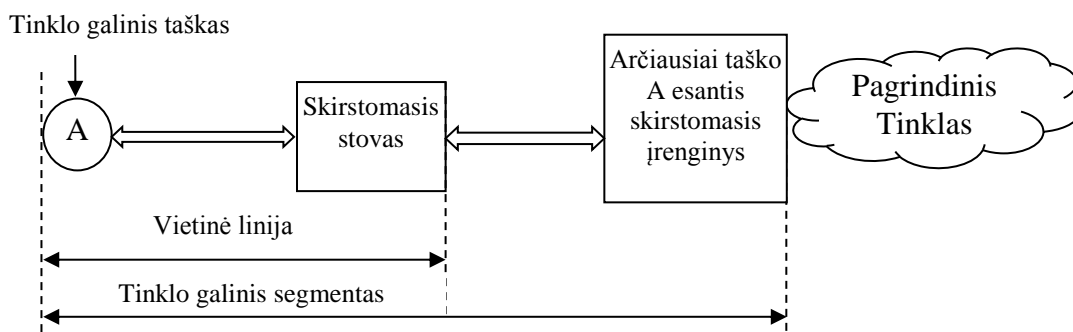 Tinklo galinis taškas
A
Skirstomasis
stovas
Arčiausiai taško
A esantis
skirstomasis
įrenginys
Pagrindinis
Tinklas
Vietinė linija
Tinklo galinis segmentas